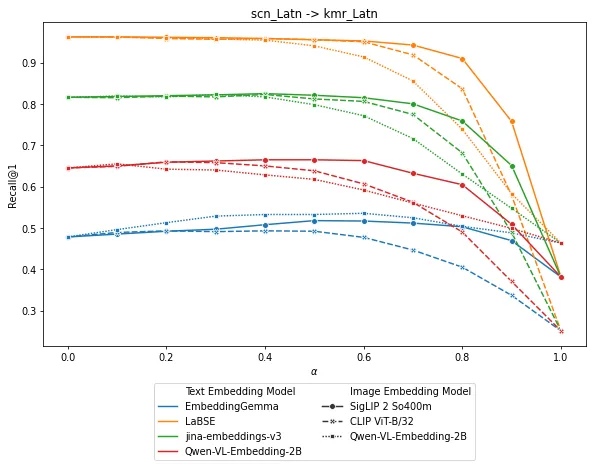 scn_Latn -> kmr_Latn
Recall@1
0.9
0.8
0.7
0.6
0.5
0.4
0.3
0.0 0.2 0.4 0.6 0.8 1.0
α
Text Embedding Model
EmbeddingGemma
LaBSE
jina-embeddings-v3
Qwen-VL-Embedding-2B
Image Embedding Model
SigLIP 2 So400m
CLIP ViT-B/32
Qwen-VL-Embedding-2B